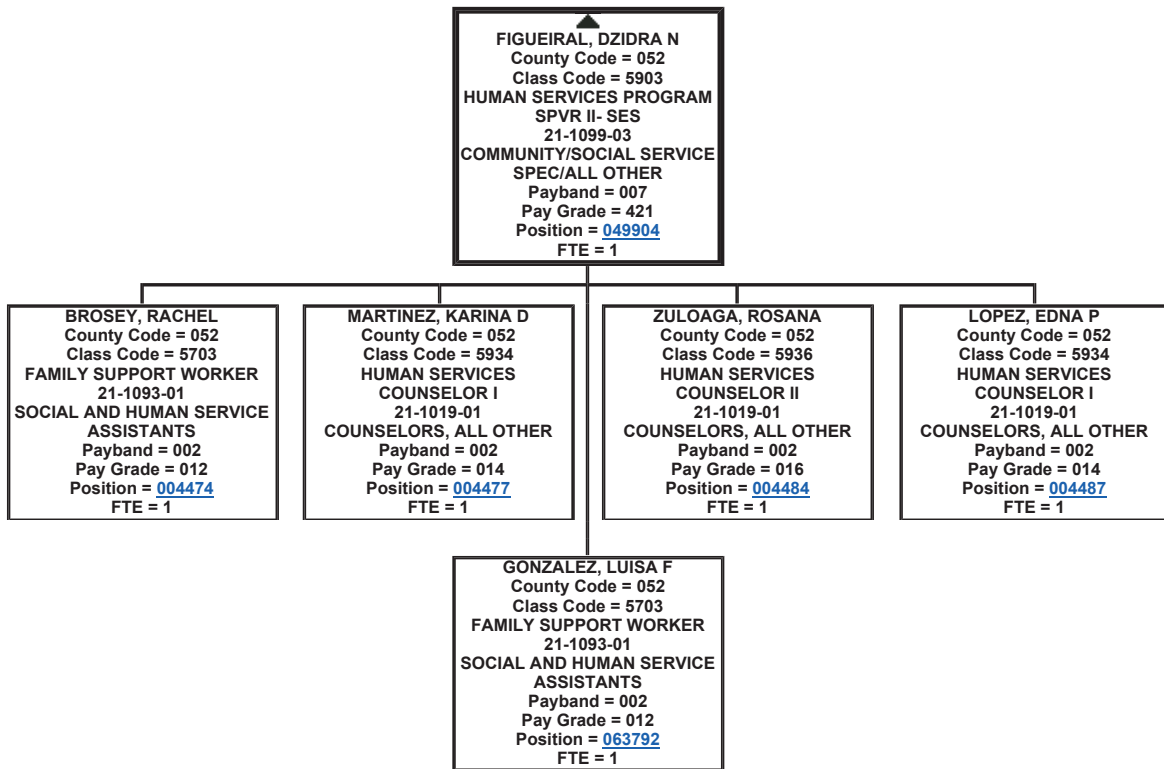 FIGUEIRAL, DZIDRA N
County Code = 052
Class Code = 5903
HUMAN SERVICES PROGRAM
SPVR II- SES
21-1099-03
COMMUNITY/SOCIAL SERVICE
SPEC/ALL OTHER
Payband = 007
Pay Grade = 421
Position = 049904
FTE = 1
BROSEY, RACHEL
County Code = 052
Class Code = 5703
FAMILY SUPPORT WORKER
21-1093-01
SOCIAL AND HUMAN SERVICE
ASSISTANTS
Payband = 002
Pay Grade = 012
Position = 004474
FTE = 1
MARTINEZ, KARINA D
County Code = 052
Class Code = 5934
HUMAN SERVICES
COUNSELOR I
21-1019-01
COUNSELORS, ALL OTHER
Payband = 002
Pay Grade = 014
Position = 004477
FTE = 1
ZULOAGA, ROSANA
County Code = 052
Class Code = 5936
HUMAN SERVICES
COUNSELOR II
21-1019-01
COUNSELORS, ALL OTHER
Payband = 002
Pay Grade = 016
Position = 004484
FTE = 1
LOPEZ, EDNA P
County Code = 052
Class Code = 5934
HUMAN SERVICES
COUNSELOR I
21-1019-01
COUNSELORS, ALL OTHER
Payband = 002
Pay Grade = 014
Position = 004487
FTE = 1
GONZALEZ, LUISA F
County Code = 052
Class Code = 5703
FAMILY SUPPORT WORKER
21-1093-01
SOCIAL AND HUMAN SERVICE
ASSISTANTS
Payband = 002
Pay Grade = 012
Position = 063792
FTE = 1